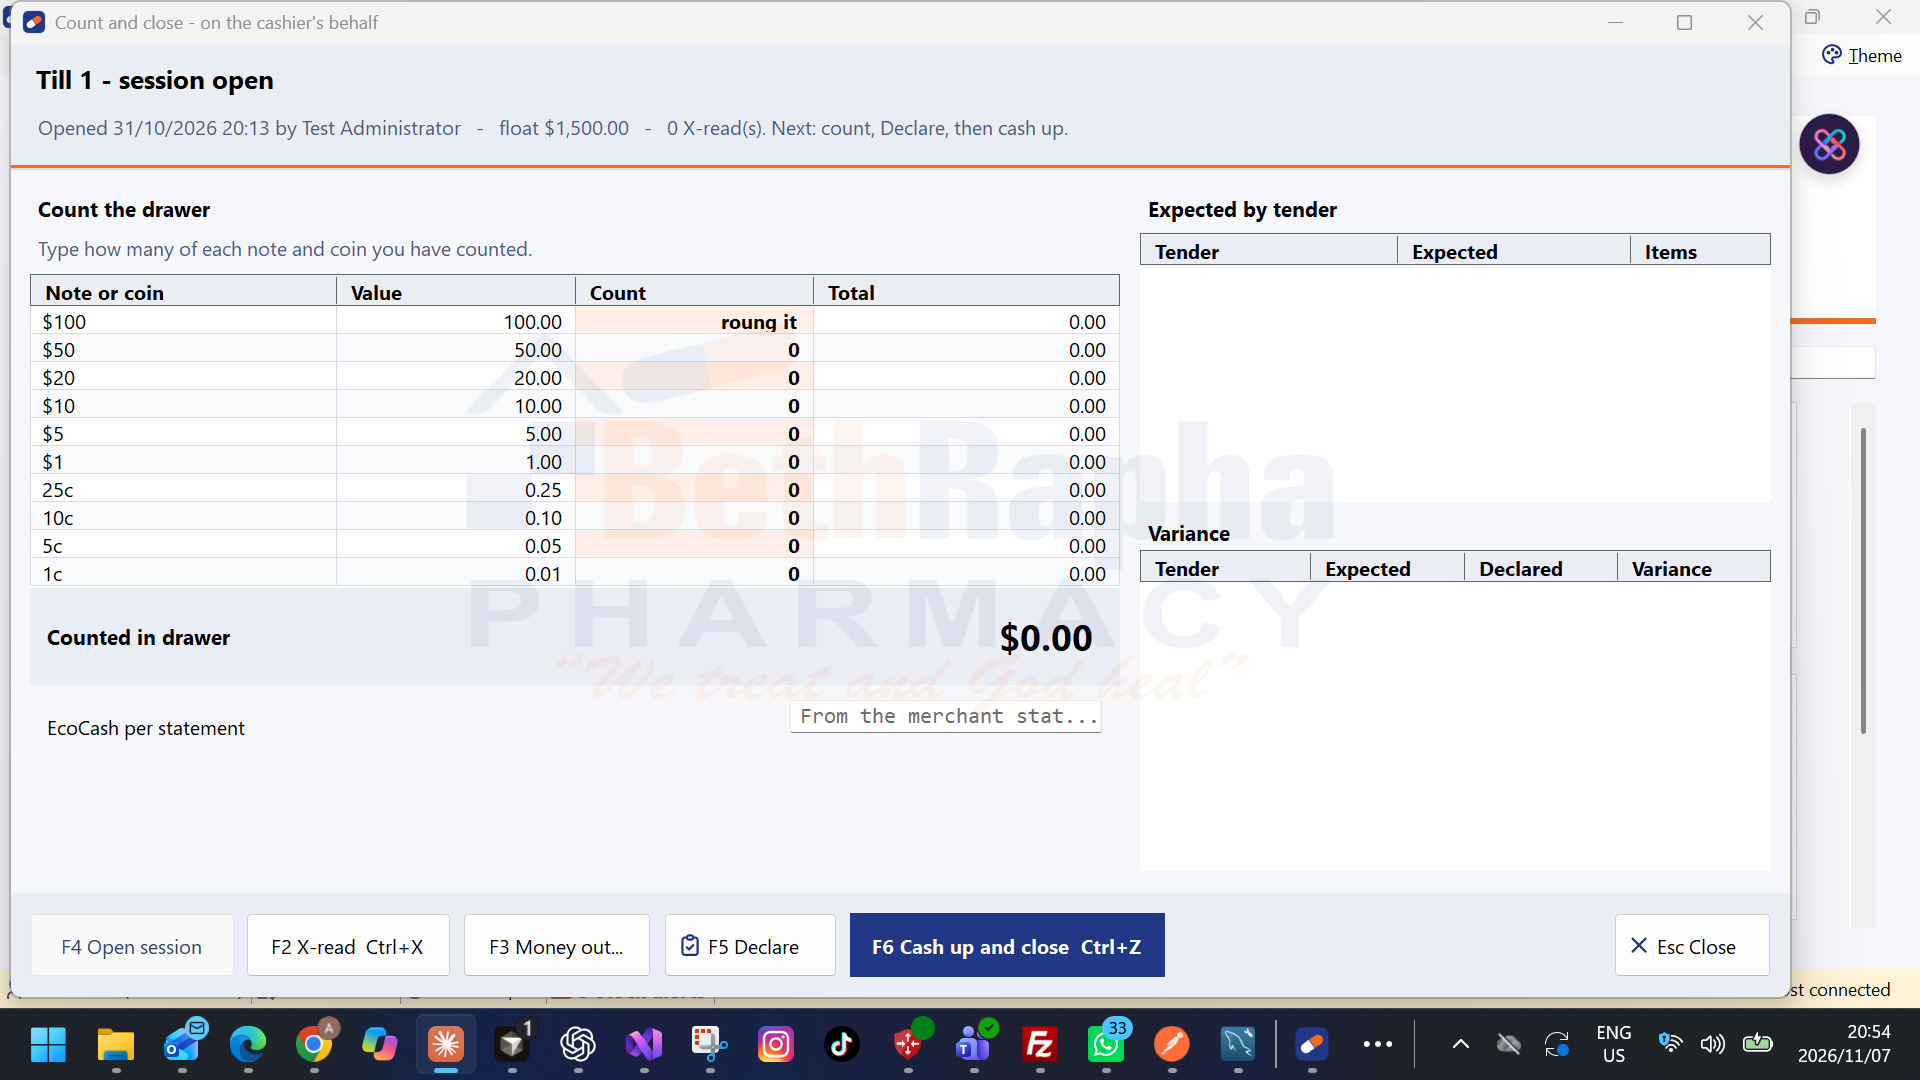 Count and close - on the cashier's behalf
Theme
Till 1 - session open
Opened 31/10/2026 20:13 by Test Administrator - float $1,500.00 - 0 X-read(s). Next: count, Declare, then cash up.
Count the drawer
Type how many of each note and coin you have counted.
Note or coin Value Count Total
$100 100.00 roung it 0.00
$50 50.00 0 0.00
$20 20.00 0 0.00
$10 10.00 0 0.00
$5 5.00 0 0.00
$1 1.00 0 0.00
25c 0.25 0 0.00
10c 0.10 0 0.00
5c 0.05 0 0.00
1c 0.01 0 0.00
Counted in drawer $0.00
EcoCash per statement From the merchant stat...
Expected by tender
Tender Expected Items
Variance
Tender Expected Declared Variance
BethRapha
PHARMACY
"We treat and God heal"
F4 Open session F2 X-read Ctrl+X F3 Money out... F5 Declare F6 Cash up and close Ctrl+Z Esc Close
st connected
A
1
33
ENG
US
20:54
2026/11/07